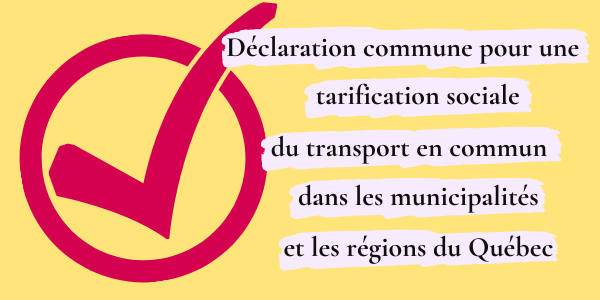 Déclaration commune pour une
tarification sociale
du transport en commun
dans les municipalités
et les régions du Québec